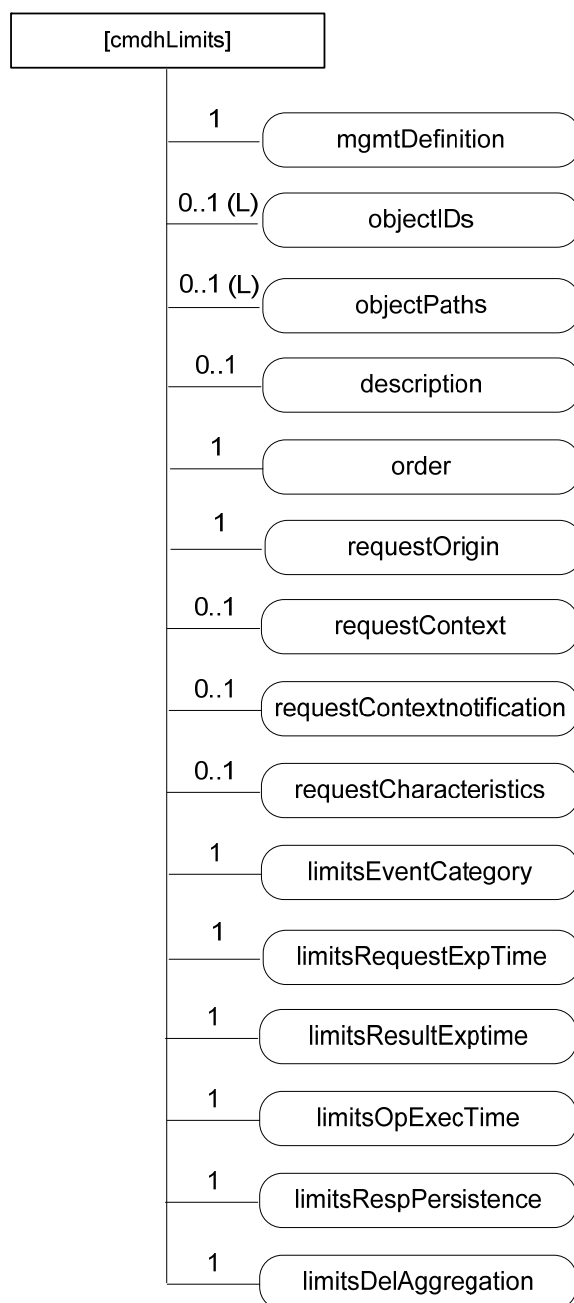 [cmdhLimits]
1
mgmtDefinition
0..1 (L)
objectIDs
0..1 (L)
objectPaths
0..1
description
1
order
1
requestOrigin
0..1
requestContext
0..1
requestContextnotification
0..1
requestCharacteristics
1
limitsEventCategory
1
limitsRequestExpTime
1
limitsResultExptime
1
limitsOpExecTime
1
limitsRespPersistence
1
limitsDelAggregation